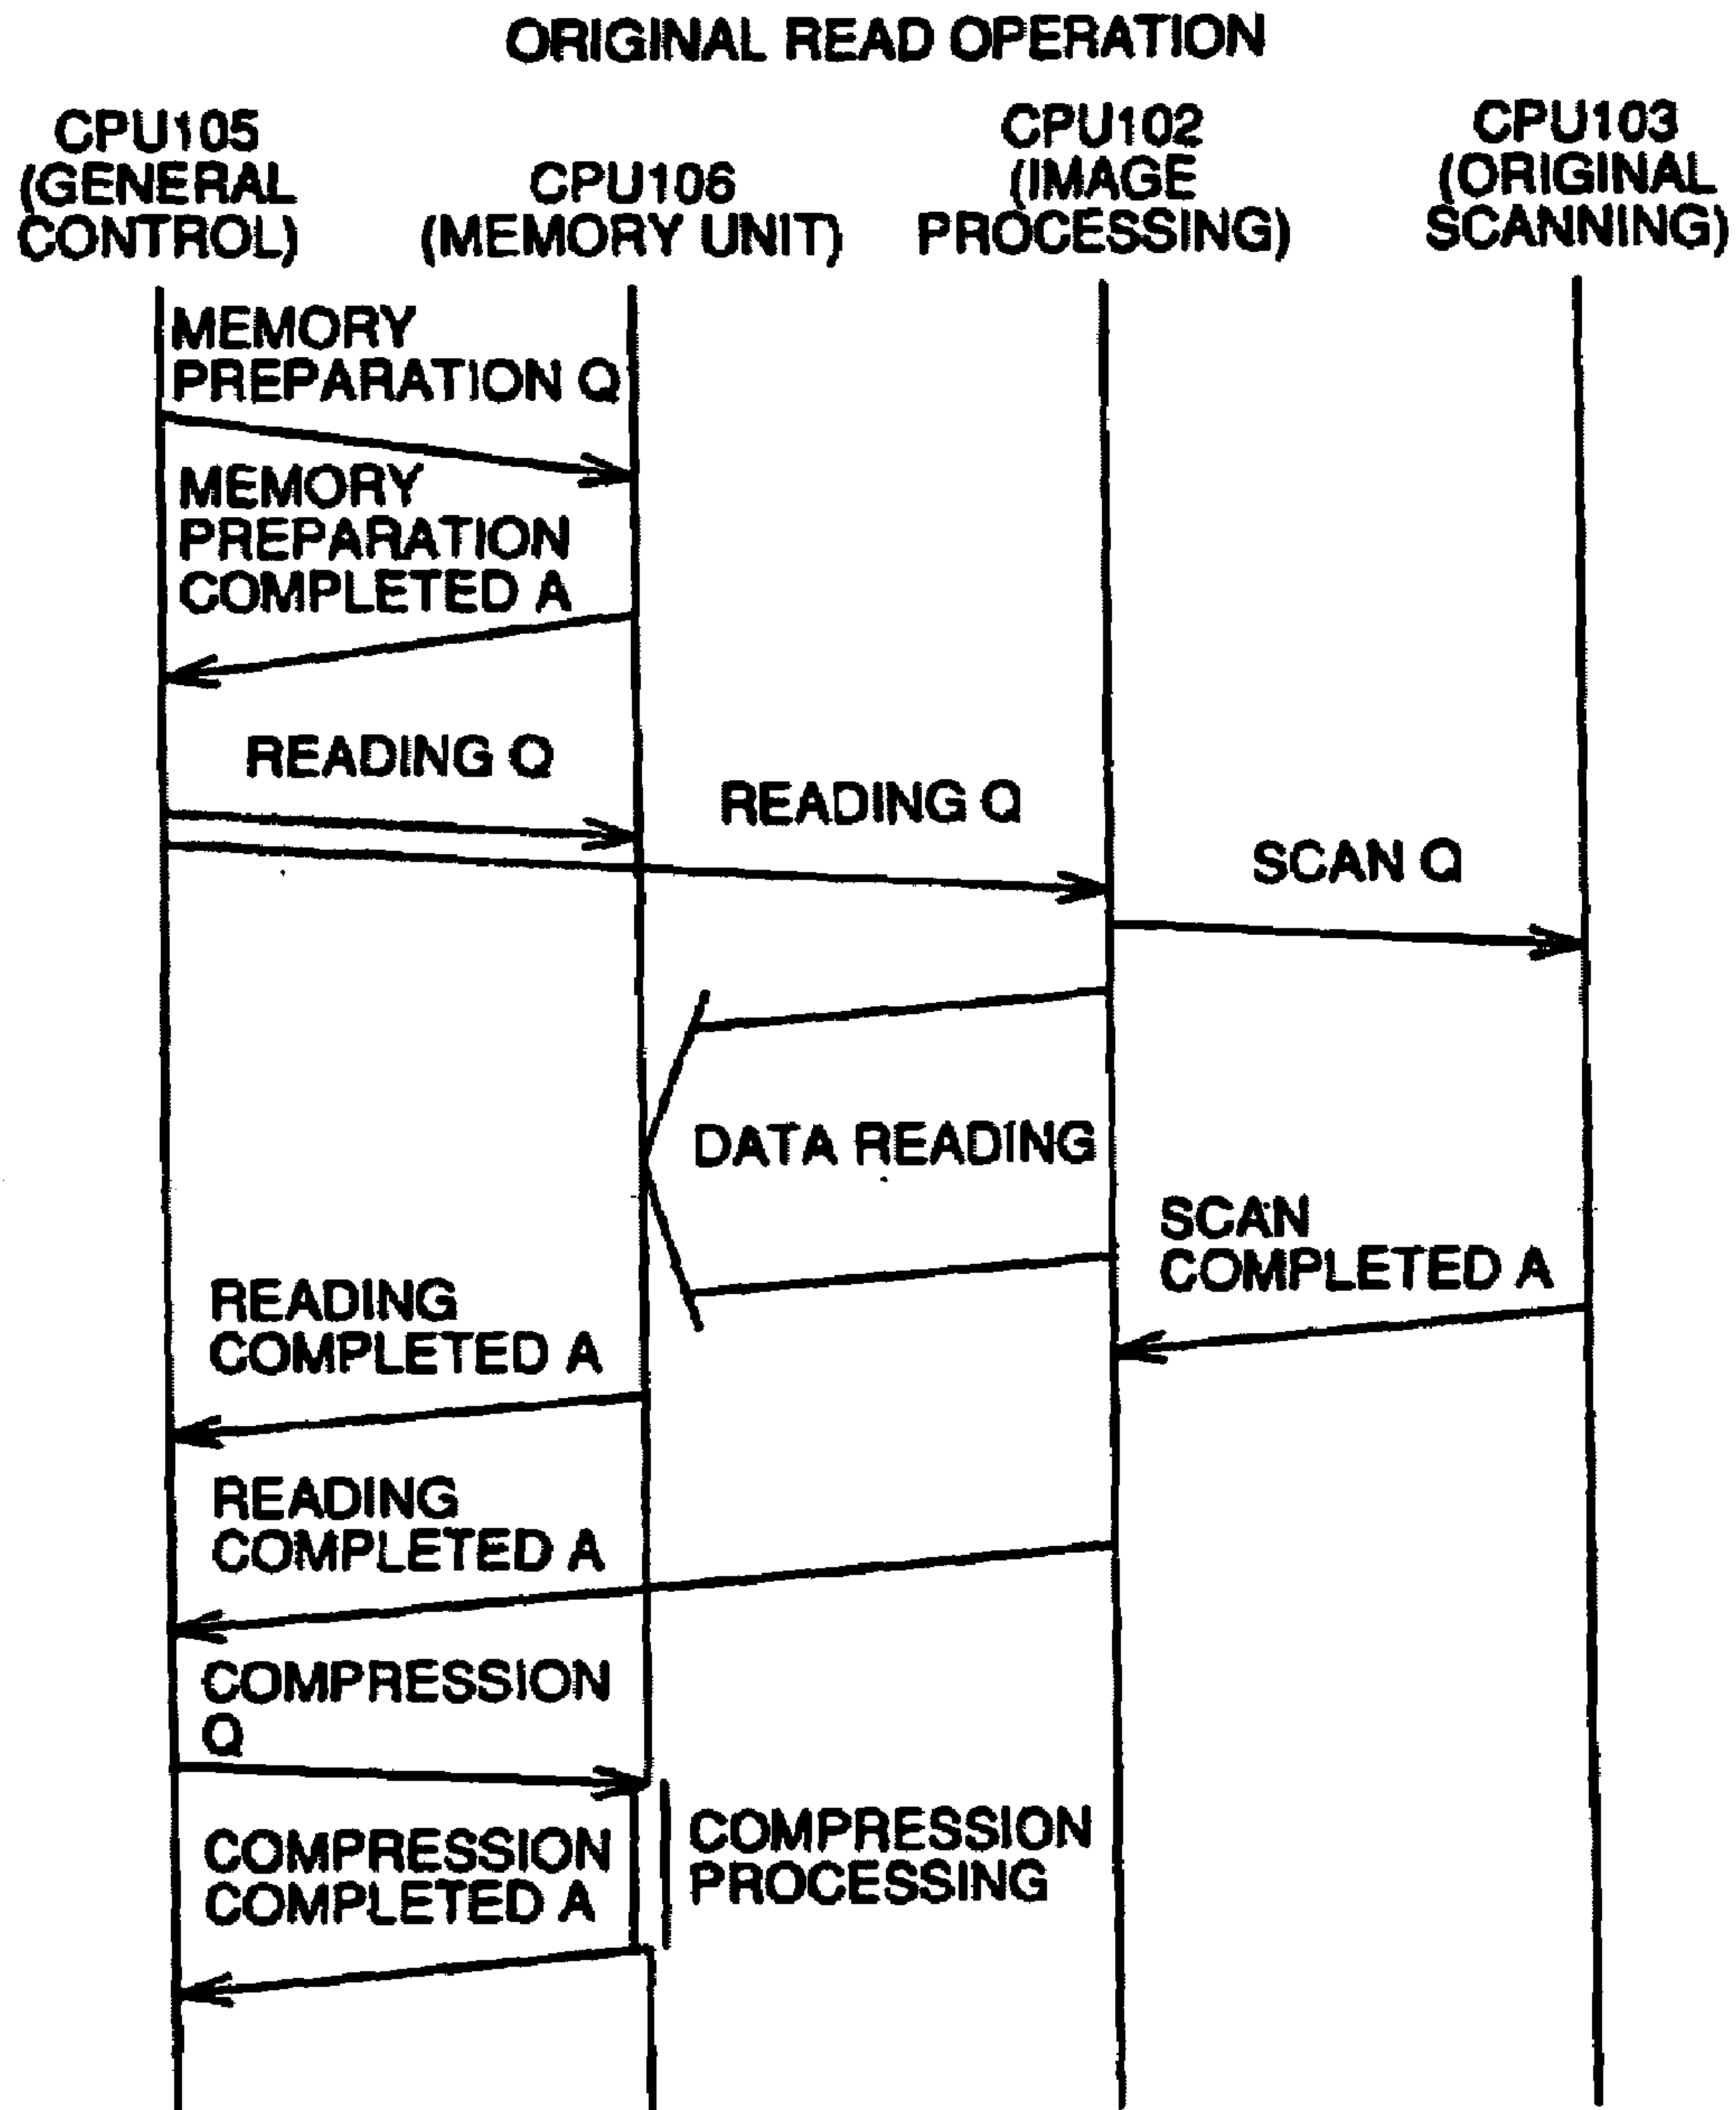 ORIGINAL READ OPERATION
CPU105
(GENERAL
CONTROL)
CPU106
(MEMORY UNIT)
CPU102
(IMAGE
PROCESSING)
CPU103
(ORIGINAL
SCANNING)
MEMORY
PREPARATION Q
MEMORY
PREPARATION
COMPLETED A
READING Q
READING Q
SCAN Q
DATA READING
SCAN
COMPLETED A
READING
COMPLETED A
READING
COMPLETED A
COMPRESSION
Q
COMPRESSION
PROCESSING
COMPRESSION
COMPLETED A